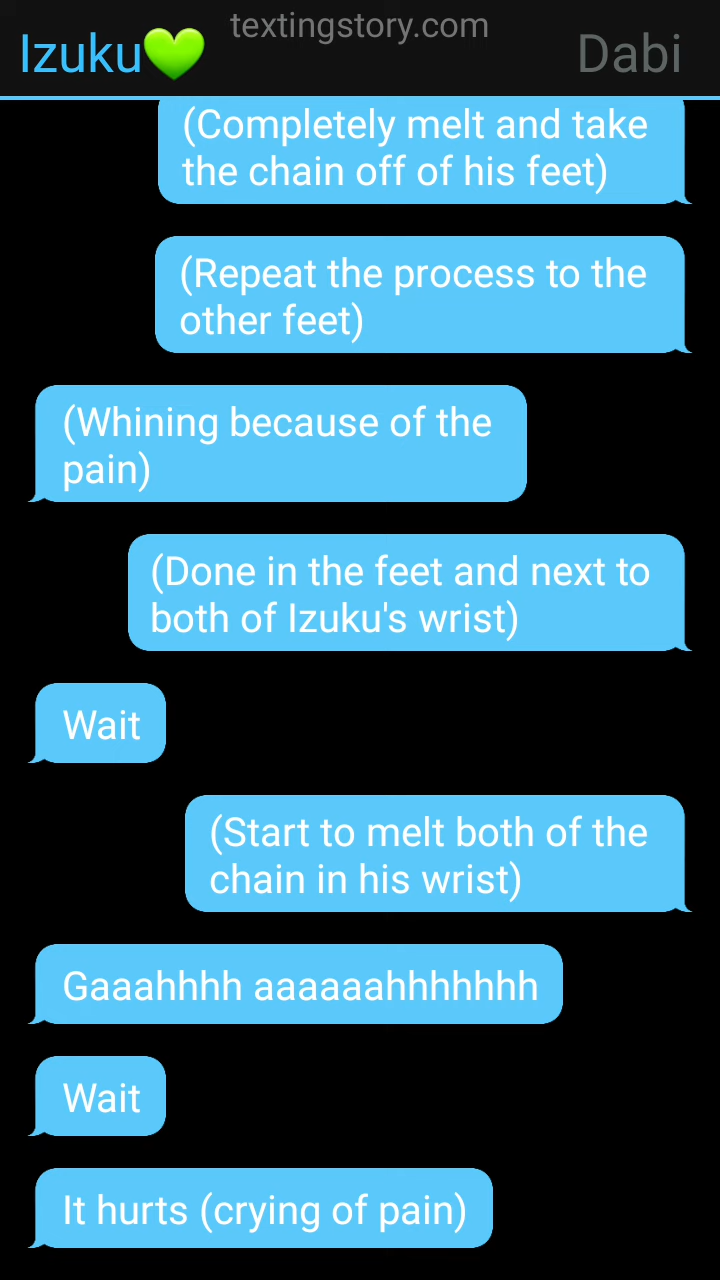 textingstory.com
Izuku💚
Dabi
(Completely melt and take
the chain off of his feet)
(Repeat the process to the
other feet)
(Whining because of the
pain)
(Done in the feet and next to
both of Izuku's wrist)
Wait
(Start to melt both of the
chain in his wrist)
Gaaahhhh aaaaaahhhhhhh
Wait
It hurts (crying of pain)